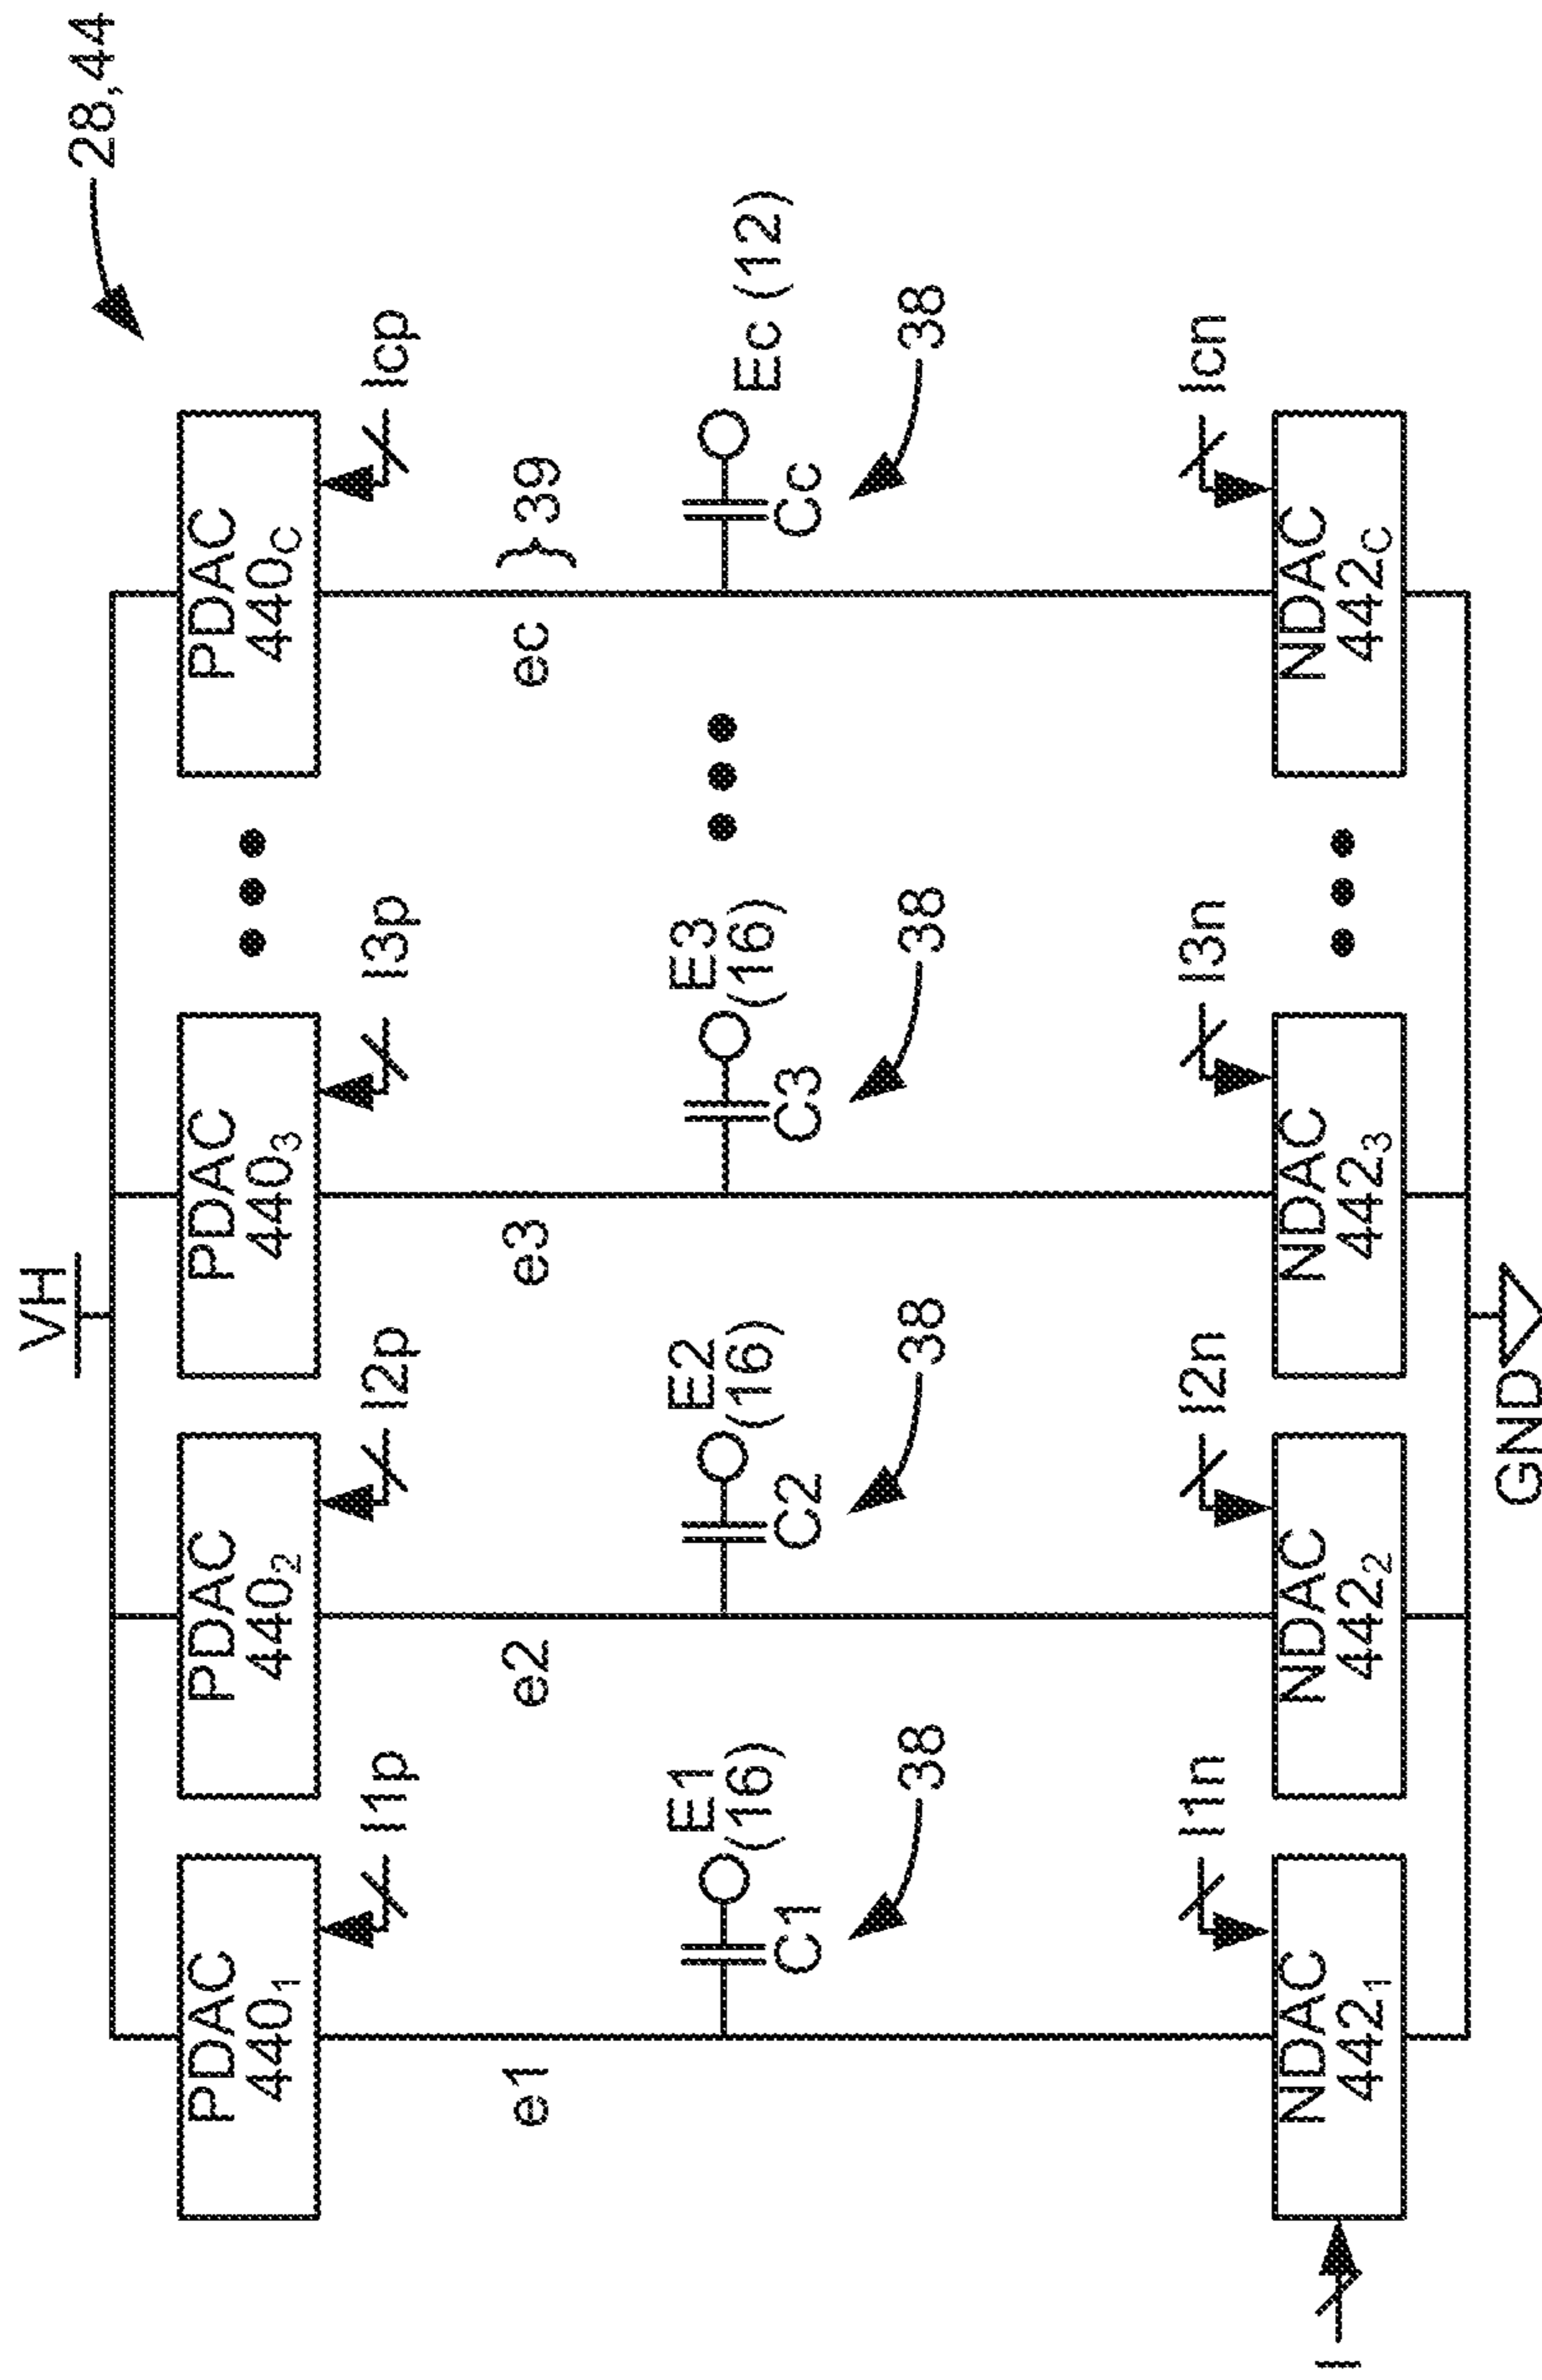 28,44
VH
PDAC
440₁
PDAC
440₂
PDAC
440₃
PDAC
440C
I1p
I2p
I3p
Icp
e1
e2
e3
ec
}39
E1
(16)
E2
(16)
E3
(16)
Ec (12)
C1
C2
C3
Cc
38
38
38
38
I1n
I2n
I3n
Icn
I
NDAC
442₁
NDAC
442₂
NDAC
442₃
NDAC
442C
GND